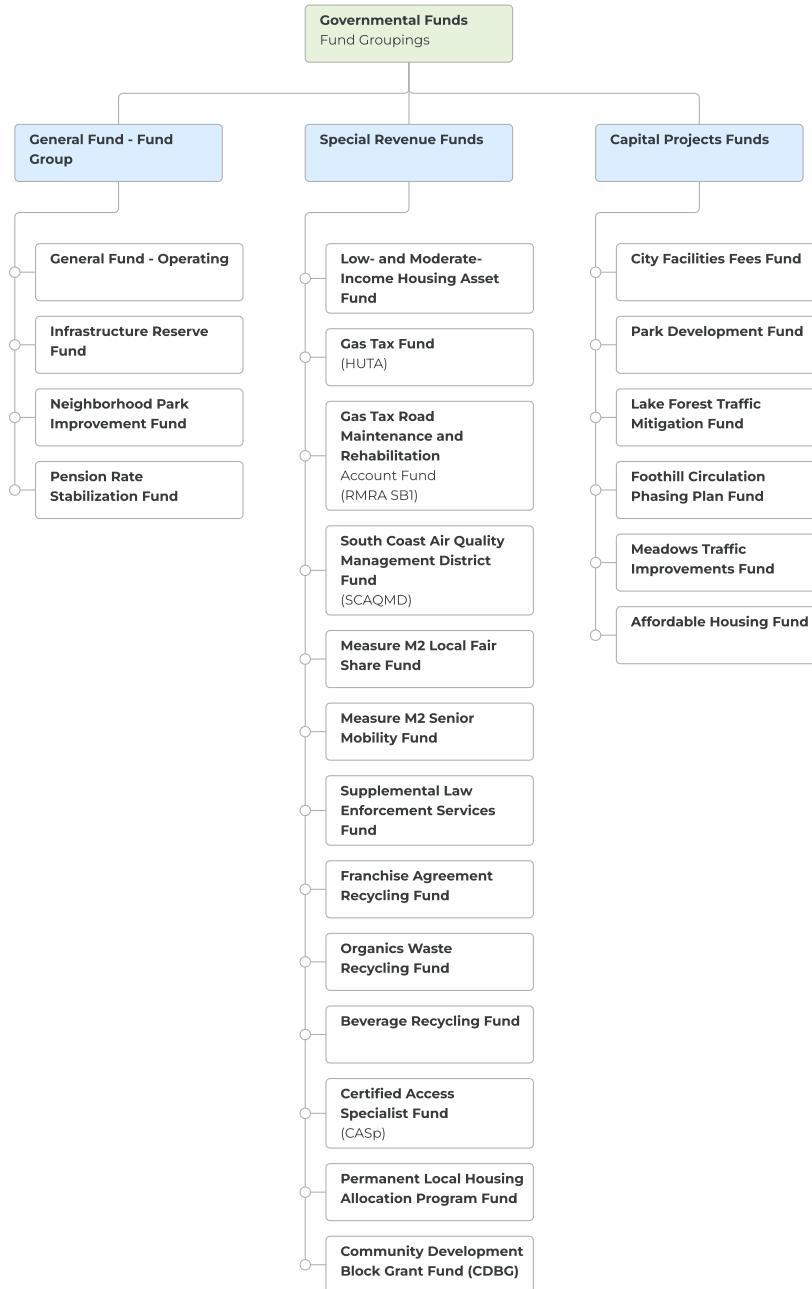 Governmental Funds
Fund Groupings
General Fund - Fund
Group
General Fund - Operating
Infrastructure Reserve
Fund
Neighborhood Park
Improvement Fund
Pension Rate
Stabilization Fund
Special Revenue Funds
Low- and Moderate-
Income Housing Asset
Fund
Gas Tax Fund
(HUTA)
Gas Tax Road
Maintenance and
Rehabilitation
Account Fund
(RMRA SB1)
South Coast Air Quality
Management District
Fund
(SCAQMD)
Measure M2 Local Fair
Share Fund
Measure M2 Senior
Mobility Fund
Supplemental Law
Enforcement Services
Fund
Franchise Agreement
Recycling Fund
Organics Waste
Recycling Fund
Beverage Recycling Fund
Certified Access
Specialist Fund
(CASp)
Permanent Local Housing
Allocation Program Fund
Community Development
Block Grant Fund (CDBG)
Capital Projects Funds
City Facilities Fees Fund
Park Development Fund
Lake Forest Traffic
Mitigation Fund
Foothill Circulation
Phasing Plan Fund
Meadows Traffic
Improvements Fund
Affordable Housing Fund